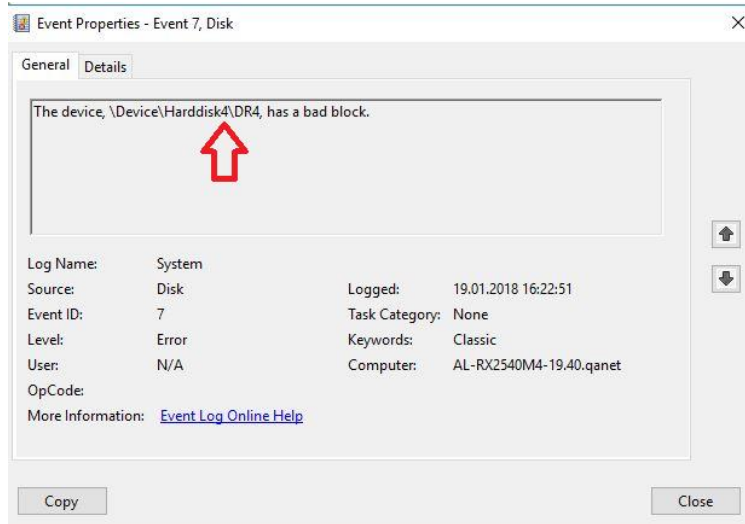 Event Properties - Event 7, Disk
General Details
The device, \Device\Harddisk4\DR4, has a bad block.
Log Name: System
Source: Disk Logged: 19.01.2018 16:22:51
Event ID: 7 Task Category: None
Level: Error Keywords: Classic
User: N/A Computer: AL-RX2540M4-19.40.qanet
OpCode:
More Information: Event Log Online Help
Copy Close